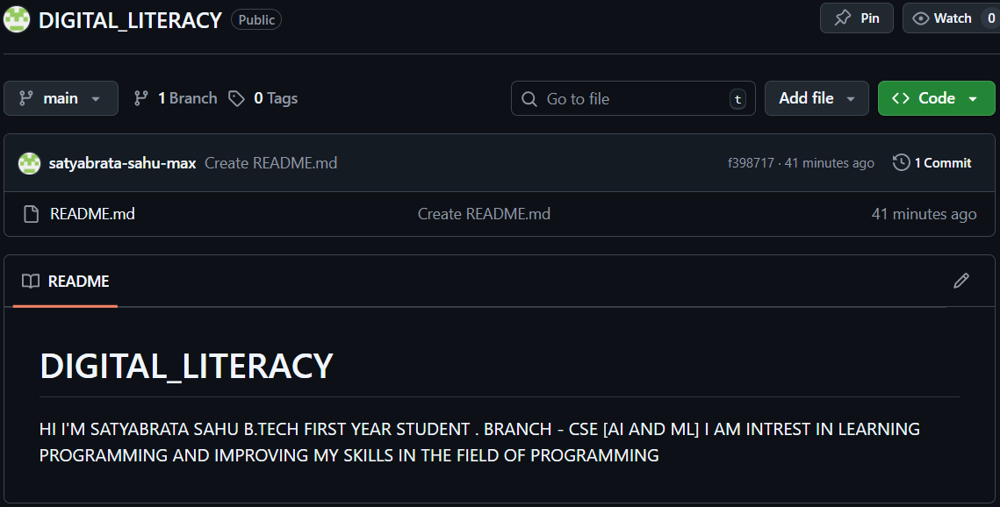 DIGITAL_LITERACY Public Pin Watch 0
main 1 Branch 0 Tags Go to file t Add file Code
satyabrata-sahu-max Create README.md f398717 · 41 minutes ago 1 Commit
README.md Create README.md 41 minutes ago
README
DIGITAL_LITERACY
HI I'M SATYABRATA SAHU B.TECH FIRST YEAR STUDENT . BRANCH - CSE [AI AND ML] I AM INTREST IN LEARNING
PROGRAMMING AND IMPROVING MY SKILLS IN THE FIELD OF PROGRAMMING